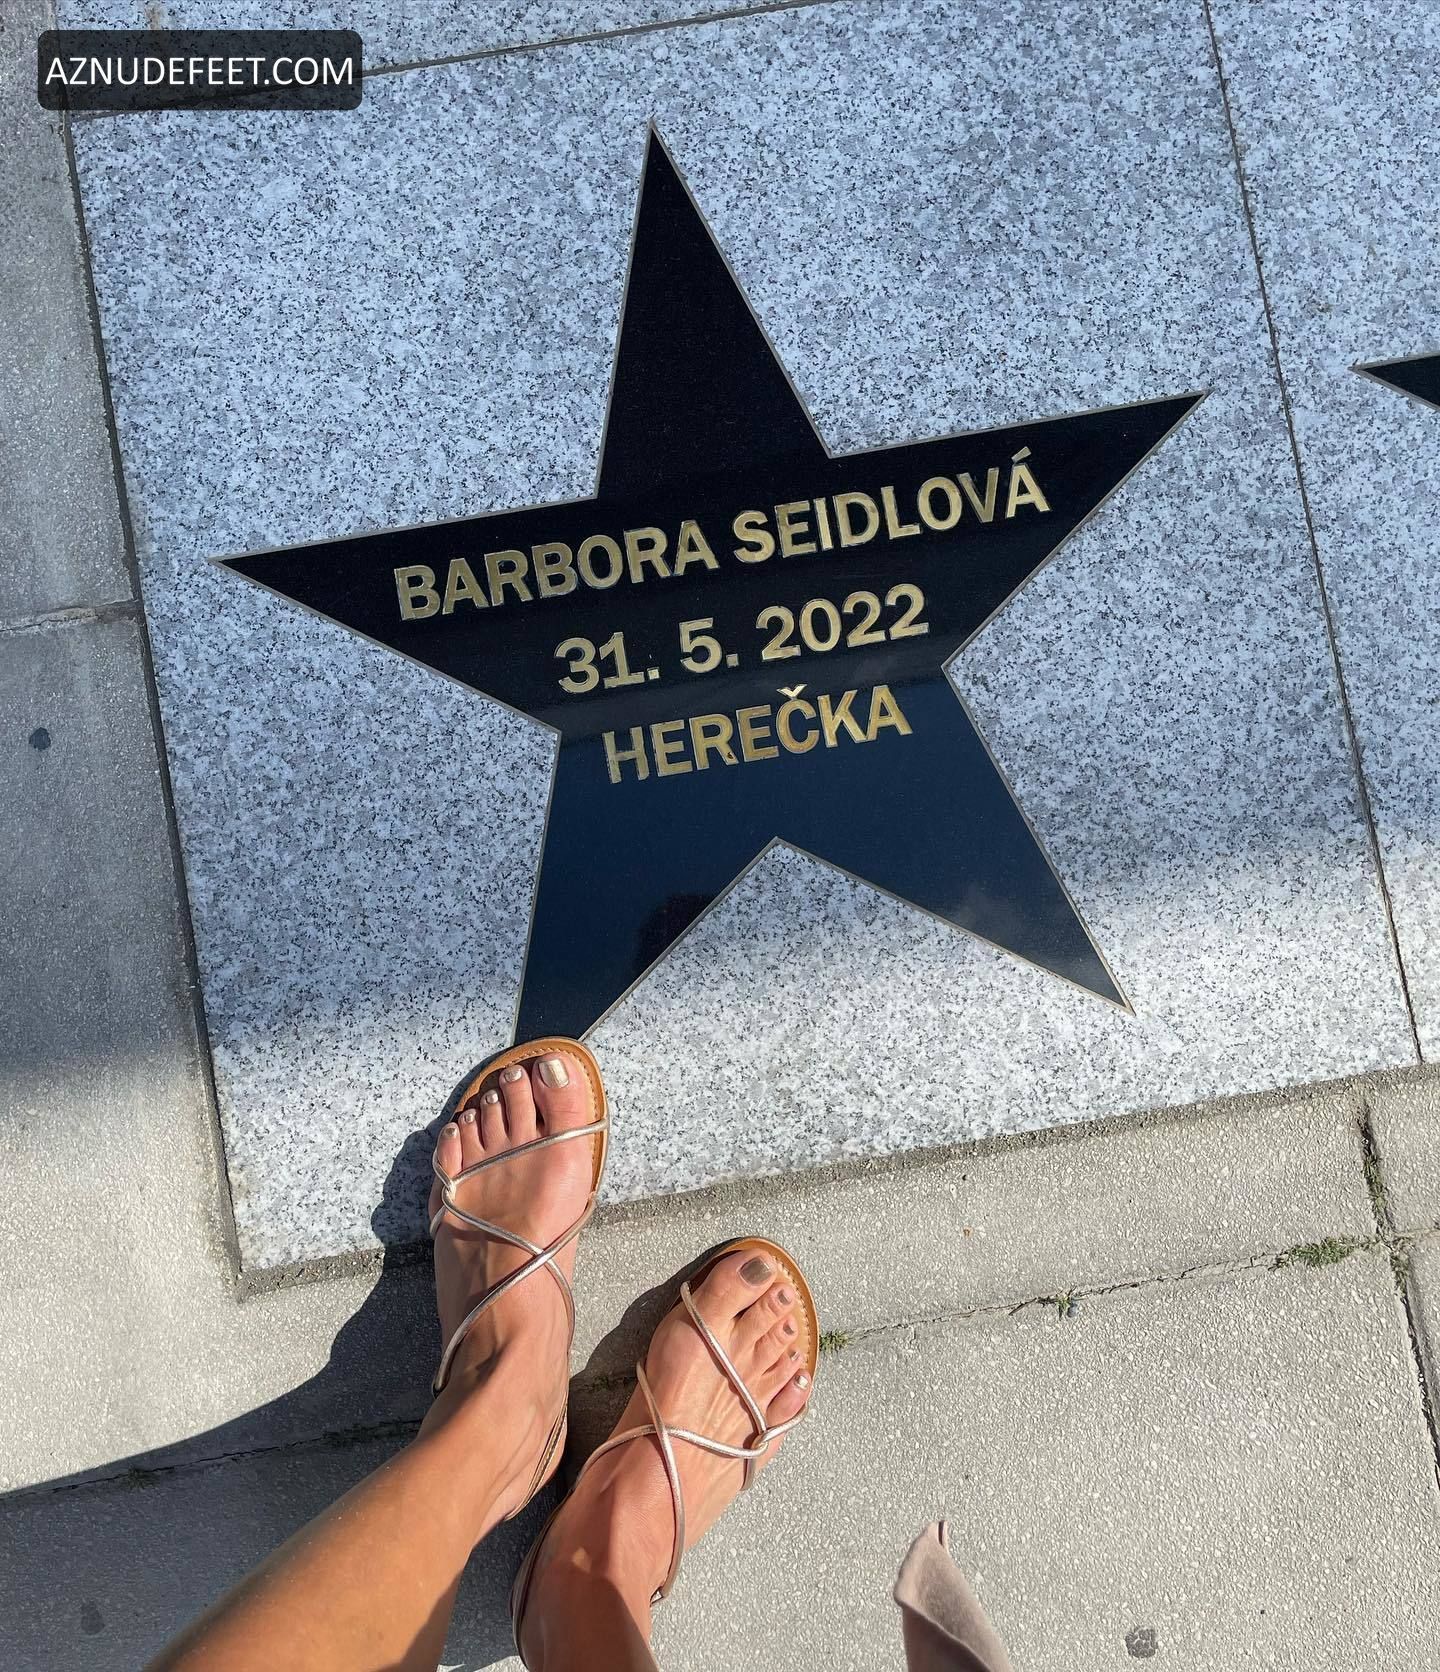 AZNUDEFEET.COM
BARBORA SEIDLOVÁ
31. 5. 2022
HEREČKA